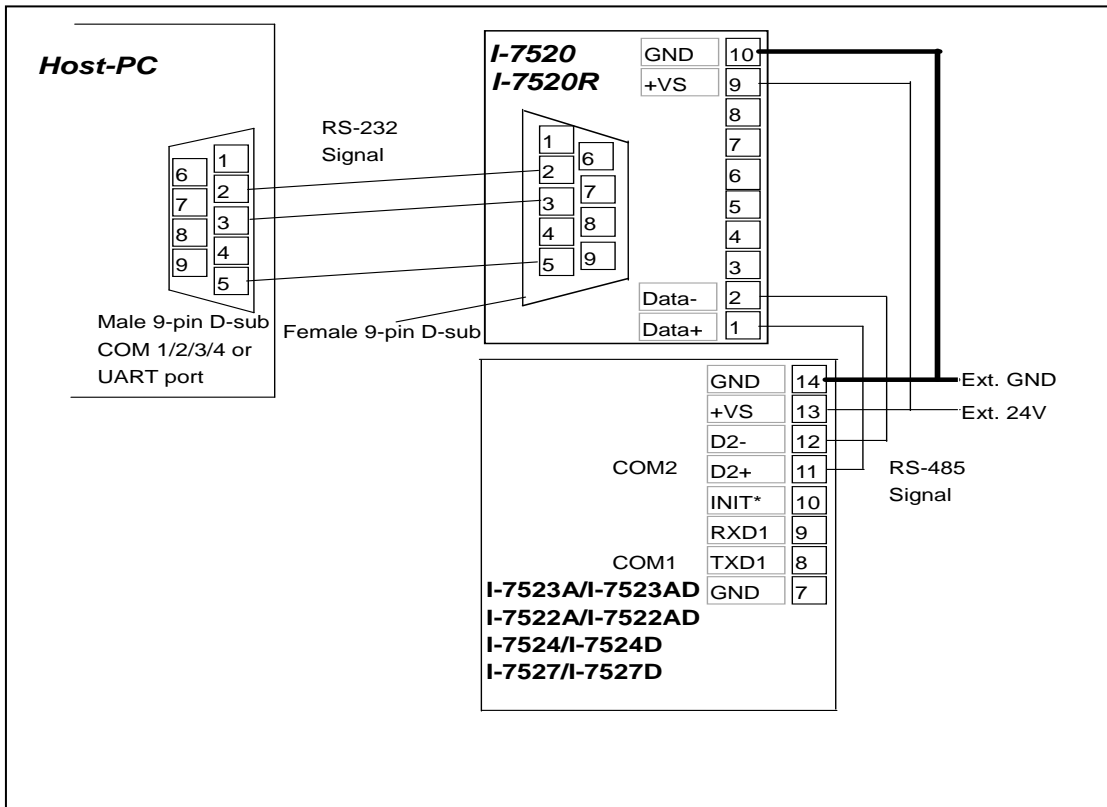 Host-PC
6
7
8
9
1
2
3
4
5
Male 9-pin D-sub
COM 1/2/3/4 or
UART port
RS-232
Signal
I-7520
I-7520R
1
2
3
4
5
6
7
8
9
Female 9-pin D-sub
GND 10
+VS 9
8
7
6
5
4
3
Data- 2
Data+ 1
GND 14
+VS 13
D2- 12
COM2 D2+ 11
INIT* 10
RXD1 9
COM1 TXD1 8
I-7523A/I-7523AD GND 7
I-7522A/I-7522AD
I-7524/I-7524D
I-7527/I-7527D
Ext. GND
Ext. 24V
RS-485
Signal